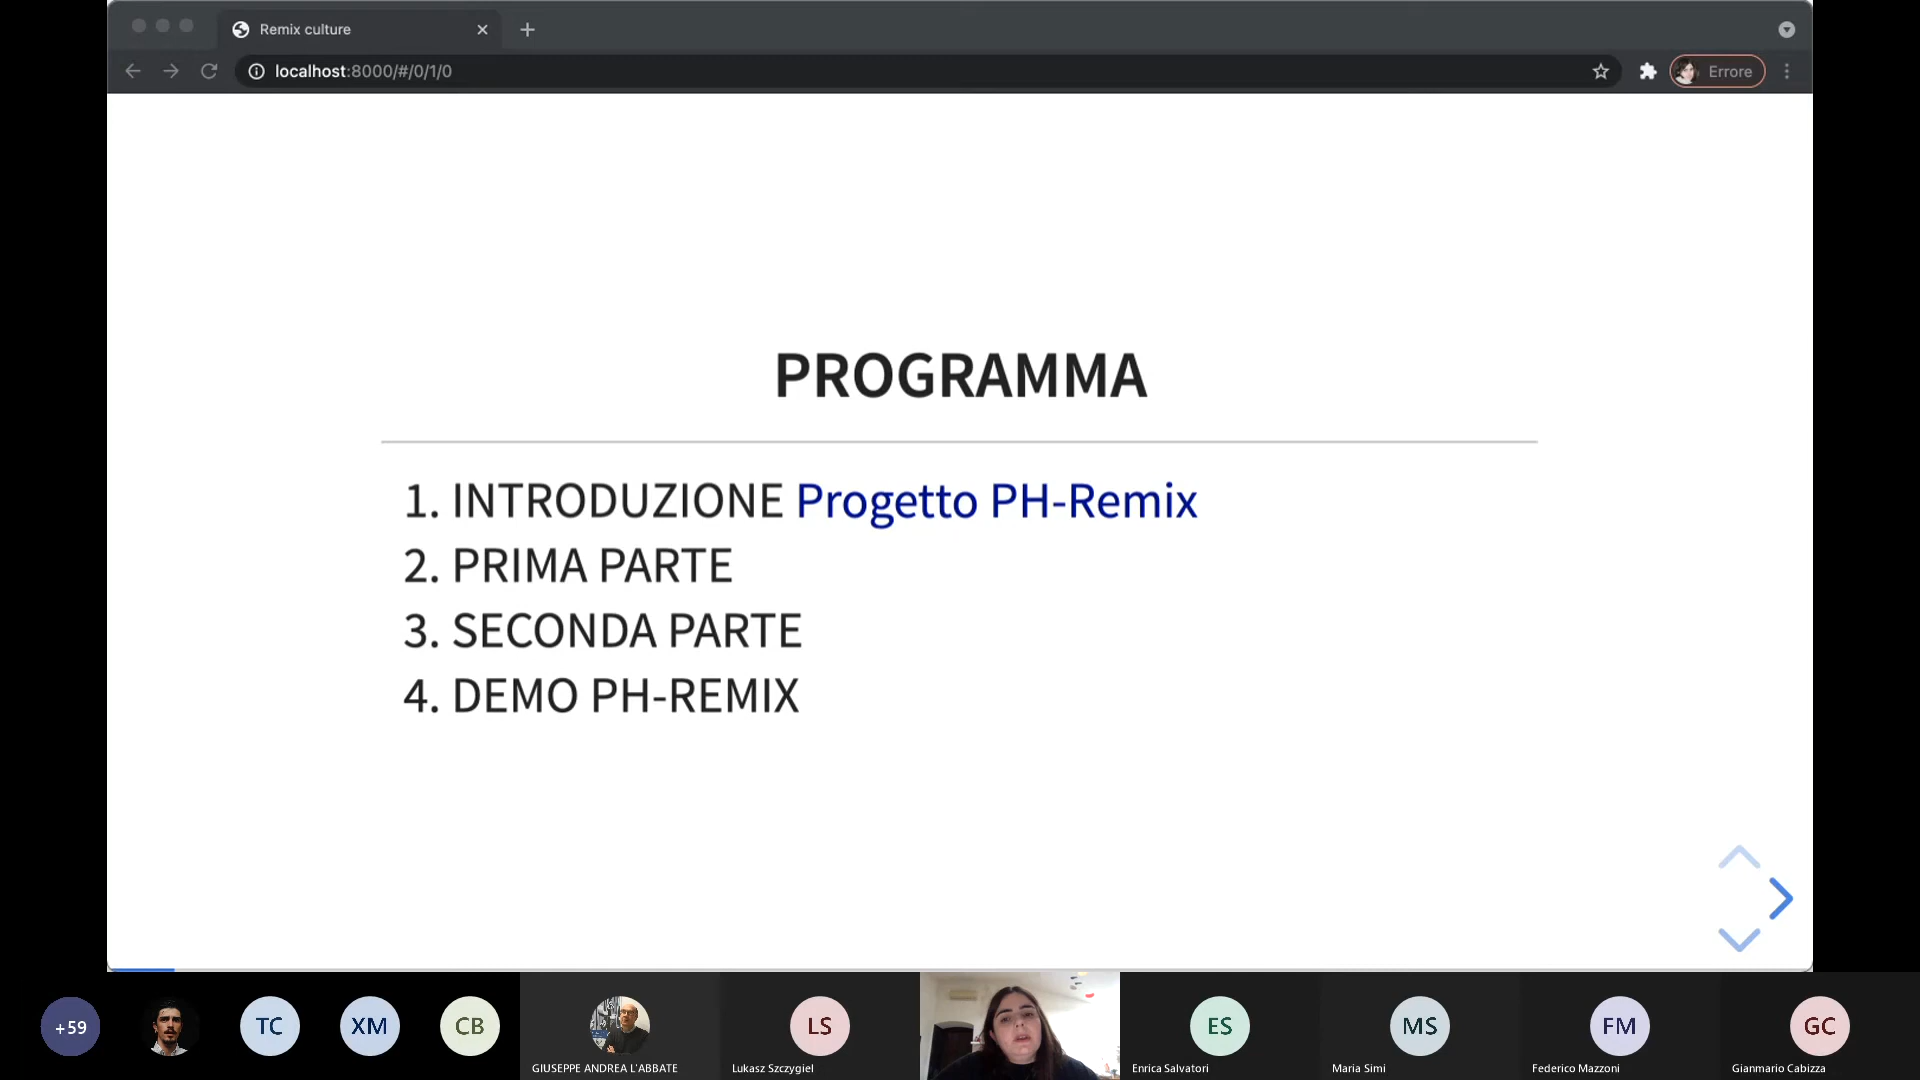 Remix culture
localhost:8000/#/0/1/0
Errore
PROGRAMMA
1. INTRODUZIONE Progetto PH-Remix
2. PRIMA PARTE
3. SECONDA PARTE
4. DEMO PH-REMIX
+59
TC
XM
CB
LS
ES
MS
FM
GC
GIUSEPPE ANDREA L'ABBATE
Lukasz Szczygiel
Enrica Salvatori
Maria Simi
Federico Mazzoni
Gianmario Cabizza